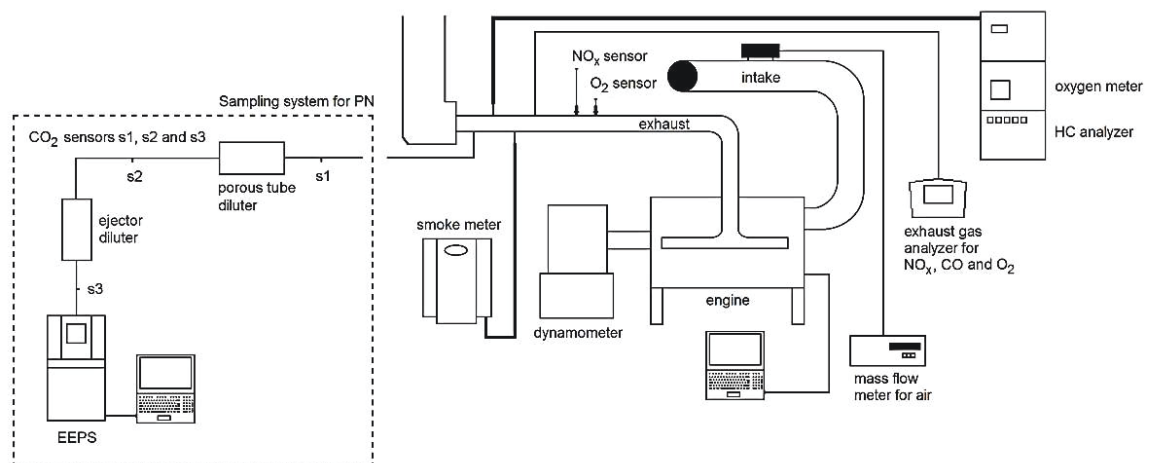 Sampling system for PN
CO2 sensors s1, s2 and s3
s2
s1
porous tube
diluter
ejector
diluter
s3
EEPS
NOx sensor
O2 sensor
exhaust
intake
smoke meter
dynamometer
engine
oxygen meter
HC analyzer
exhaust gas
analyzer for
NOx, CO and O2
mass flow
meter for air